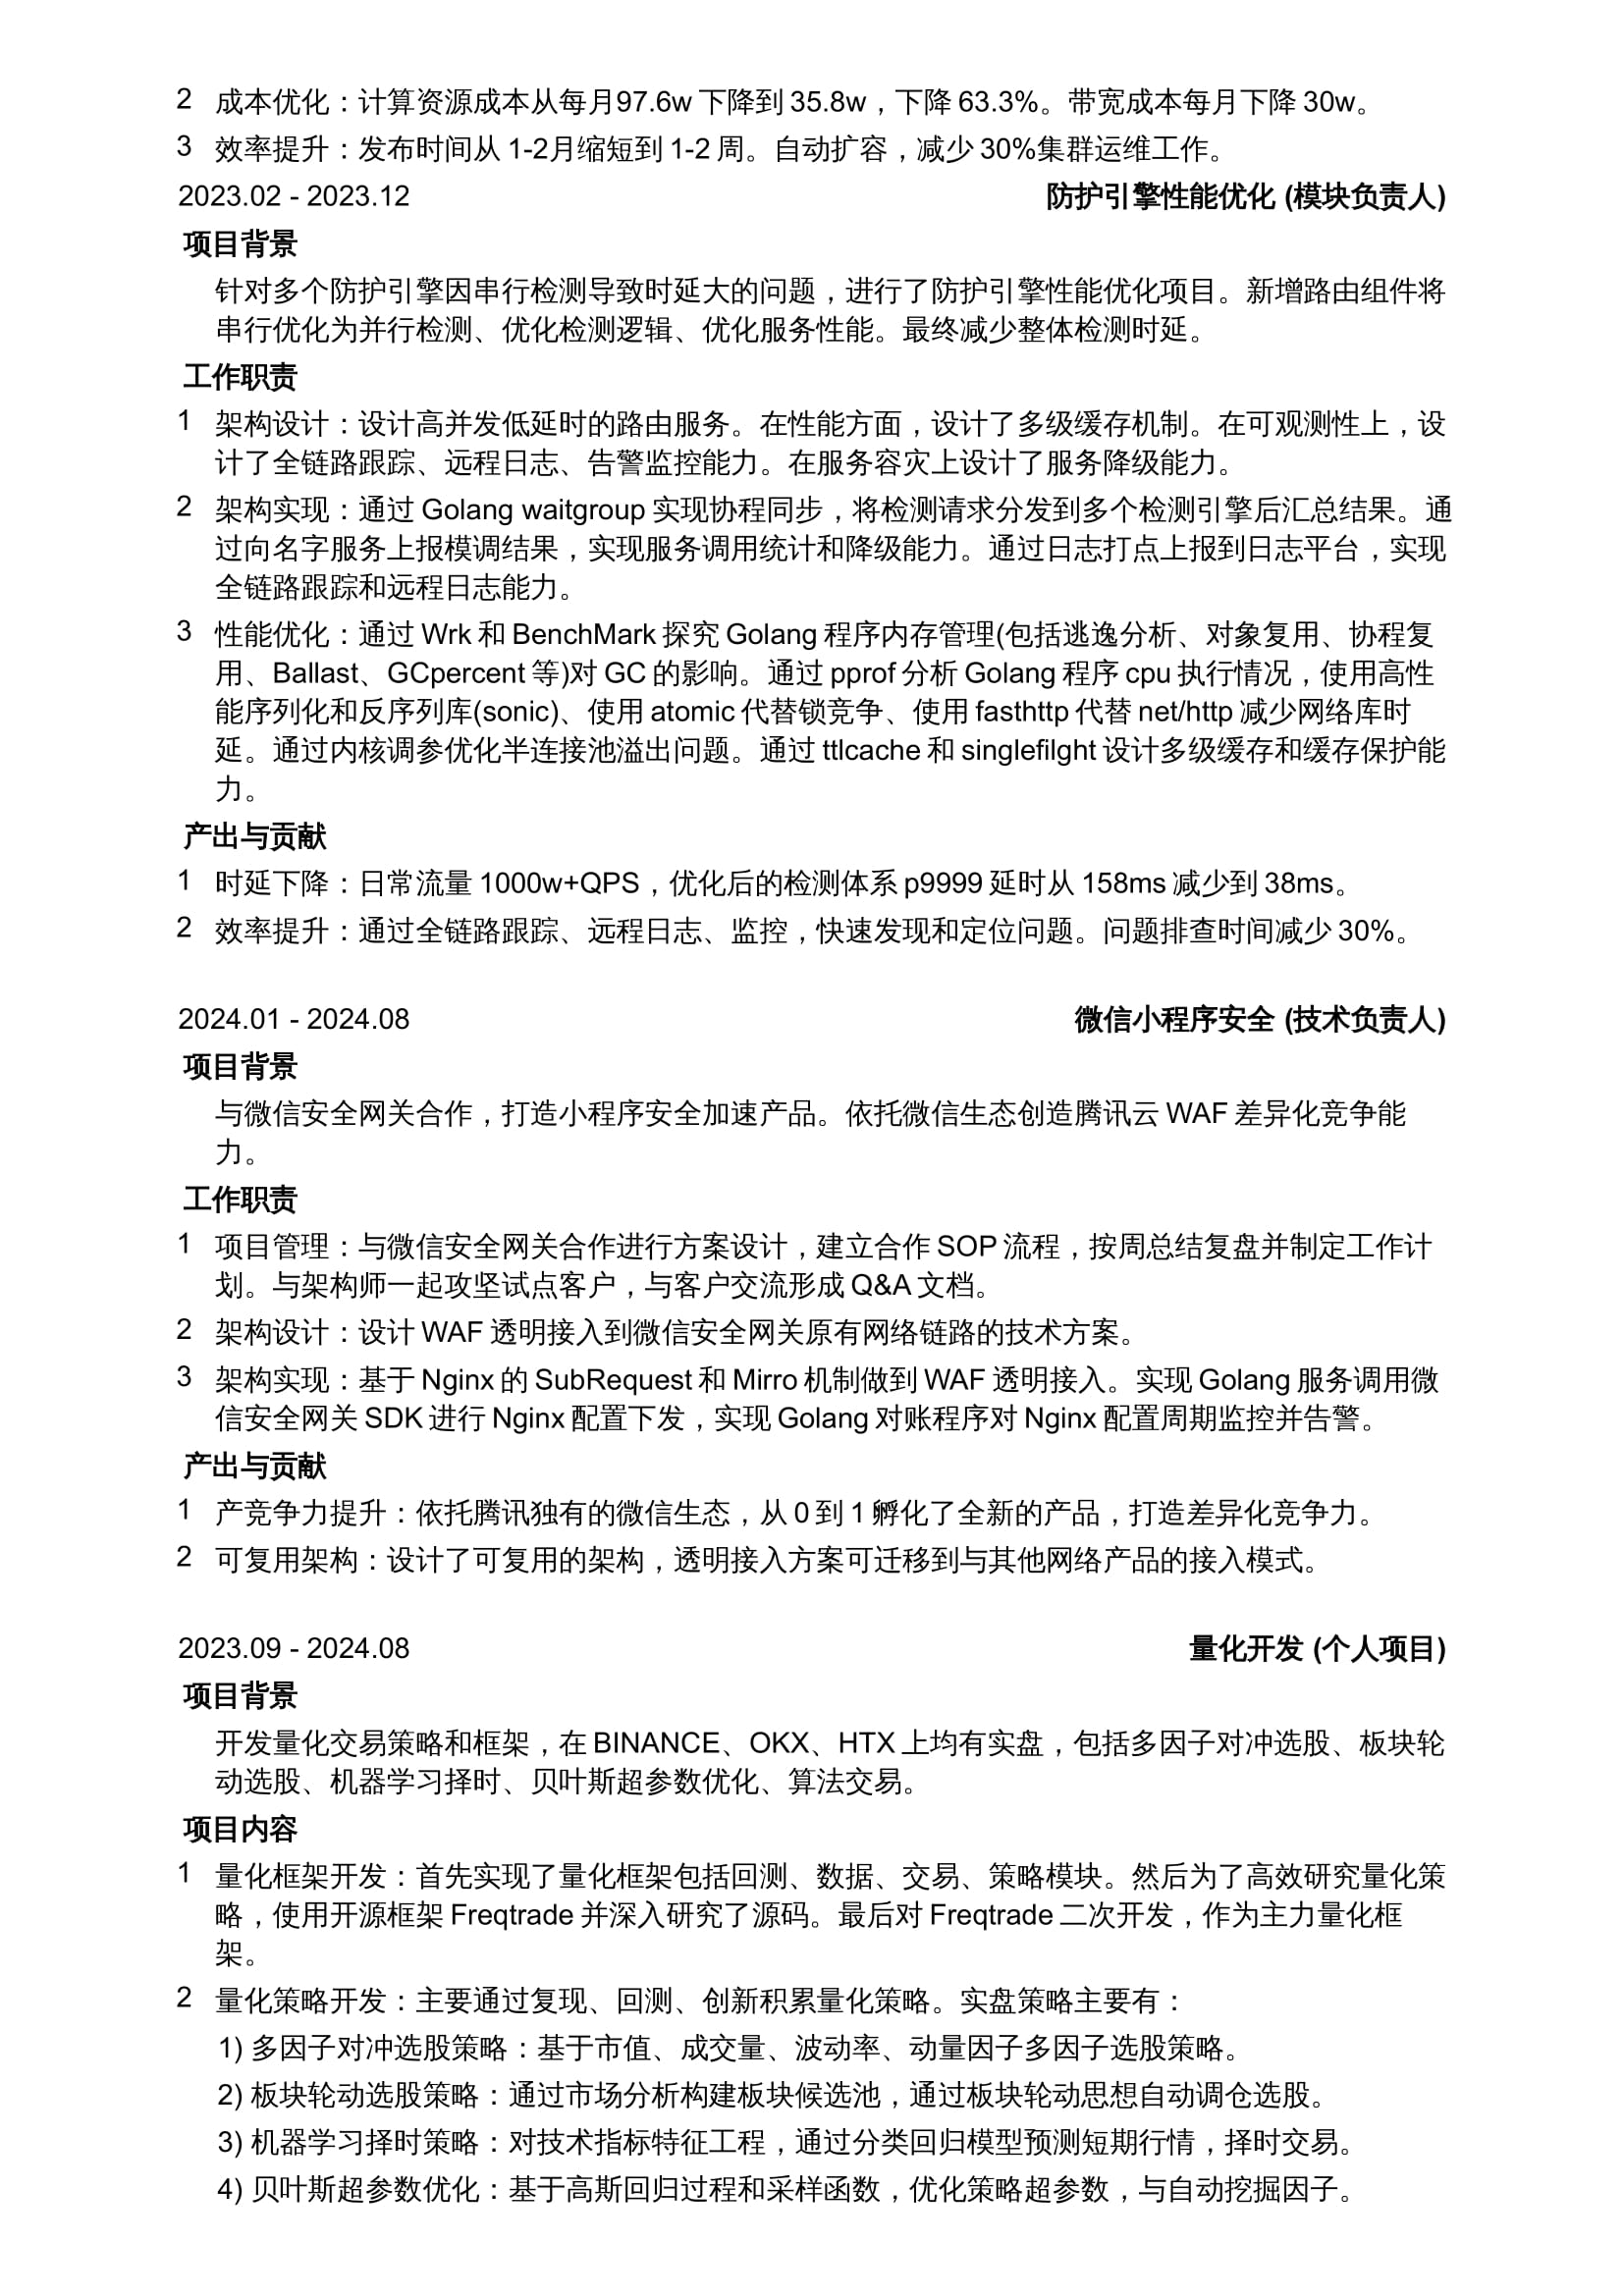 2 成本优化：计算资源成本从每月97.6w 下降到 35.8w，下降 63.3%。带宽成本每月下降 30w。
3 效率提升：发布时间从 1-2月缩短到 1-2 周。自动扩容，减少 30%集群运维工作。
2023.02 - 2023.12 防护引擎性能优化 (模块负责人)
项目背景
针对多个防护引擎因串行检测导致时延大的问题，进行了防护引擎性能优化项目。新增路由组件将
串行优化为并行检测、优化检测逻辑、优化服务性能。最终减少整体检测时延。
工作职责
1 架构设计：设计高并发低延时的路由服务。在性能方面，设计了多级缓存机制。在可观测性上，设
计了全链路跟踪、远程日志、告警监控能力。在服务容灾上设计了服务降级能力。
2 架构实现：通过 Golang waitgroup 实现协程同步，将检测请求分发到多个检测引擎后汇总结果。通
过向名字服务上报模调结果，实现服务调用统计和降级能力。通过日志打点上报到日志平台，实现
全链路跟踪和远程日志能力。
3 性能优化：通过 Wrk 和 BenchMark 探究 Golang 程序内存管理(包括逃逸分析、对象复用、协程复
用、Ballast、GCpercent 等)对 GC 的影响。通过 pprof 分析 Golang 程序 cpu 执行情况，使用高性
能序列化和反序列库(sonic)、使用 atomic 代替锁竞争、使用 fasthttp 代替 net/http 减少网络库时
延。通过内核调参优化半连接池溢出问题。通过 ttlcache 和 singlefilght 设计多级缓存和缓存保护能
力。
产出与贡献
1 时延下降：日常流量 1000w+QPS，优化后的检测体系 p9999 延时从 158ms 减少到 38ms。
2 效率提升：通过全链路跟踪、远程日志、监控，快速发现和定位问题。问题排查时间减少 30%。
2024.01 - 2024.08 微信小程序安全 (技术负责人)
项目背景
与微信安全网关合作，打造小程序安全加速产品。依托微信生态创造腾讯云 WAF 差异化竞争能
力。
工作职责
1 项目管理：与微信安全网关合作进行方案设计，建立合作 SOP 流程，按周总结复盘并制定工作计
划。与架构师一起攻坚试点客户，与客户交流形成 Q&A 文档。
2 架构设计：设计 WAF 透明接入到微信安全网关原有网络链路的技术方案。
3 架构实现：基于 Nginx 的 SubRequest 和 Mirro 机制做到 WAF 透明接入。实现 Golang 服务调用微
信安全网关 SDK 进行 Nginx 配置下发，实现 Golang 对账程序对 Nginx 配置周期监控并告警。
产出与贡献
1 产竞争力提升：依托腾讯独有的微信生态，从 0 到 1 孵化了全新的产品，打造差异化竞争力。
2 可复用架构：设计了可复用的架构，透明接入方案可迁移到与其他网络产品的接入模式。
2023.09 - 2024.08 量化开发 (个人项目)
项目背景
开发量化交易策略和框架，在 BINANCE、OKX、HTX 上均有实盘，包括多因子对冲选股、板块轮
动选股、机器学习择时、贝叶斯超参数优化、算法交易。
项目内容
1 量化框架开发：首先实现了量化框架包括回测、数据、交易、策略模块。然后为了高效研究量化策
略，使用开源框架 Freqtrade 并深入研究了源码。最后对 Freqtrade 二次开发，作为主力量化框
架。
2 量化策略开发：主要通过复现、回测、创新积累量化策略。实盘策略主要有：
1) 多因子对冲选股策略：基于市值、成交量、波动率、动量因子多因子选股策略。
2) 板块轮动选股策略：通过市场分析构建板块候选池，通过板块轮动思想自动调仓选股。
3) 机器学习择时策略：对技术指标特征工程，通过分类回归模型预测短期行情，择时交易。
4) 贝叶斯超参数优化：基于高斯回归过程和采样函数，优化策略超参数，与自动挖掘因子。